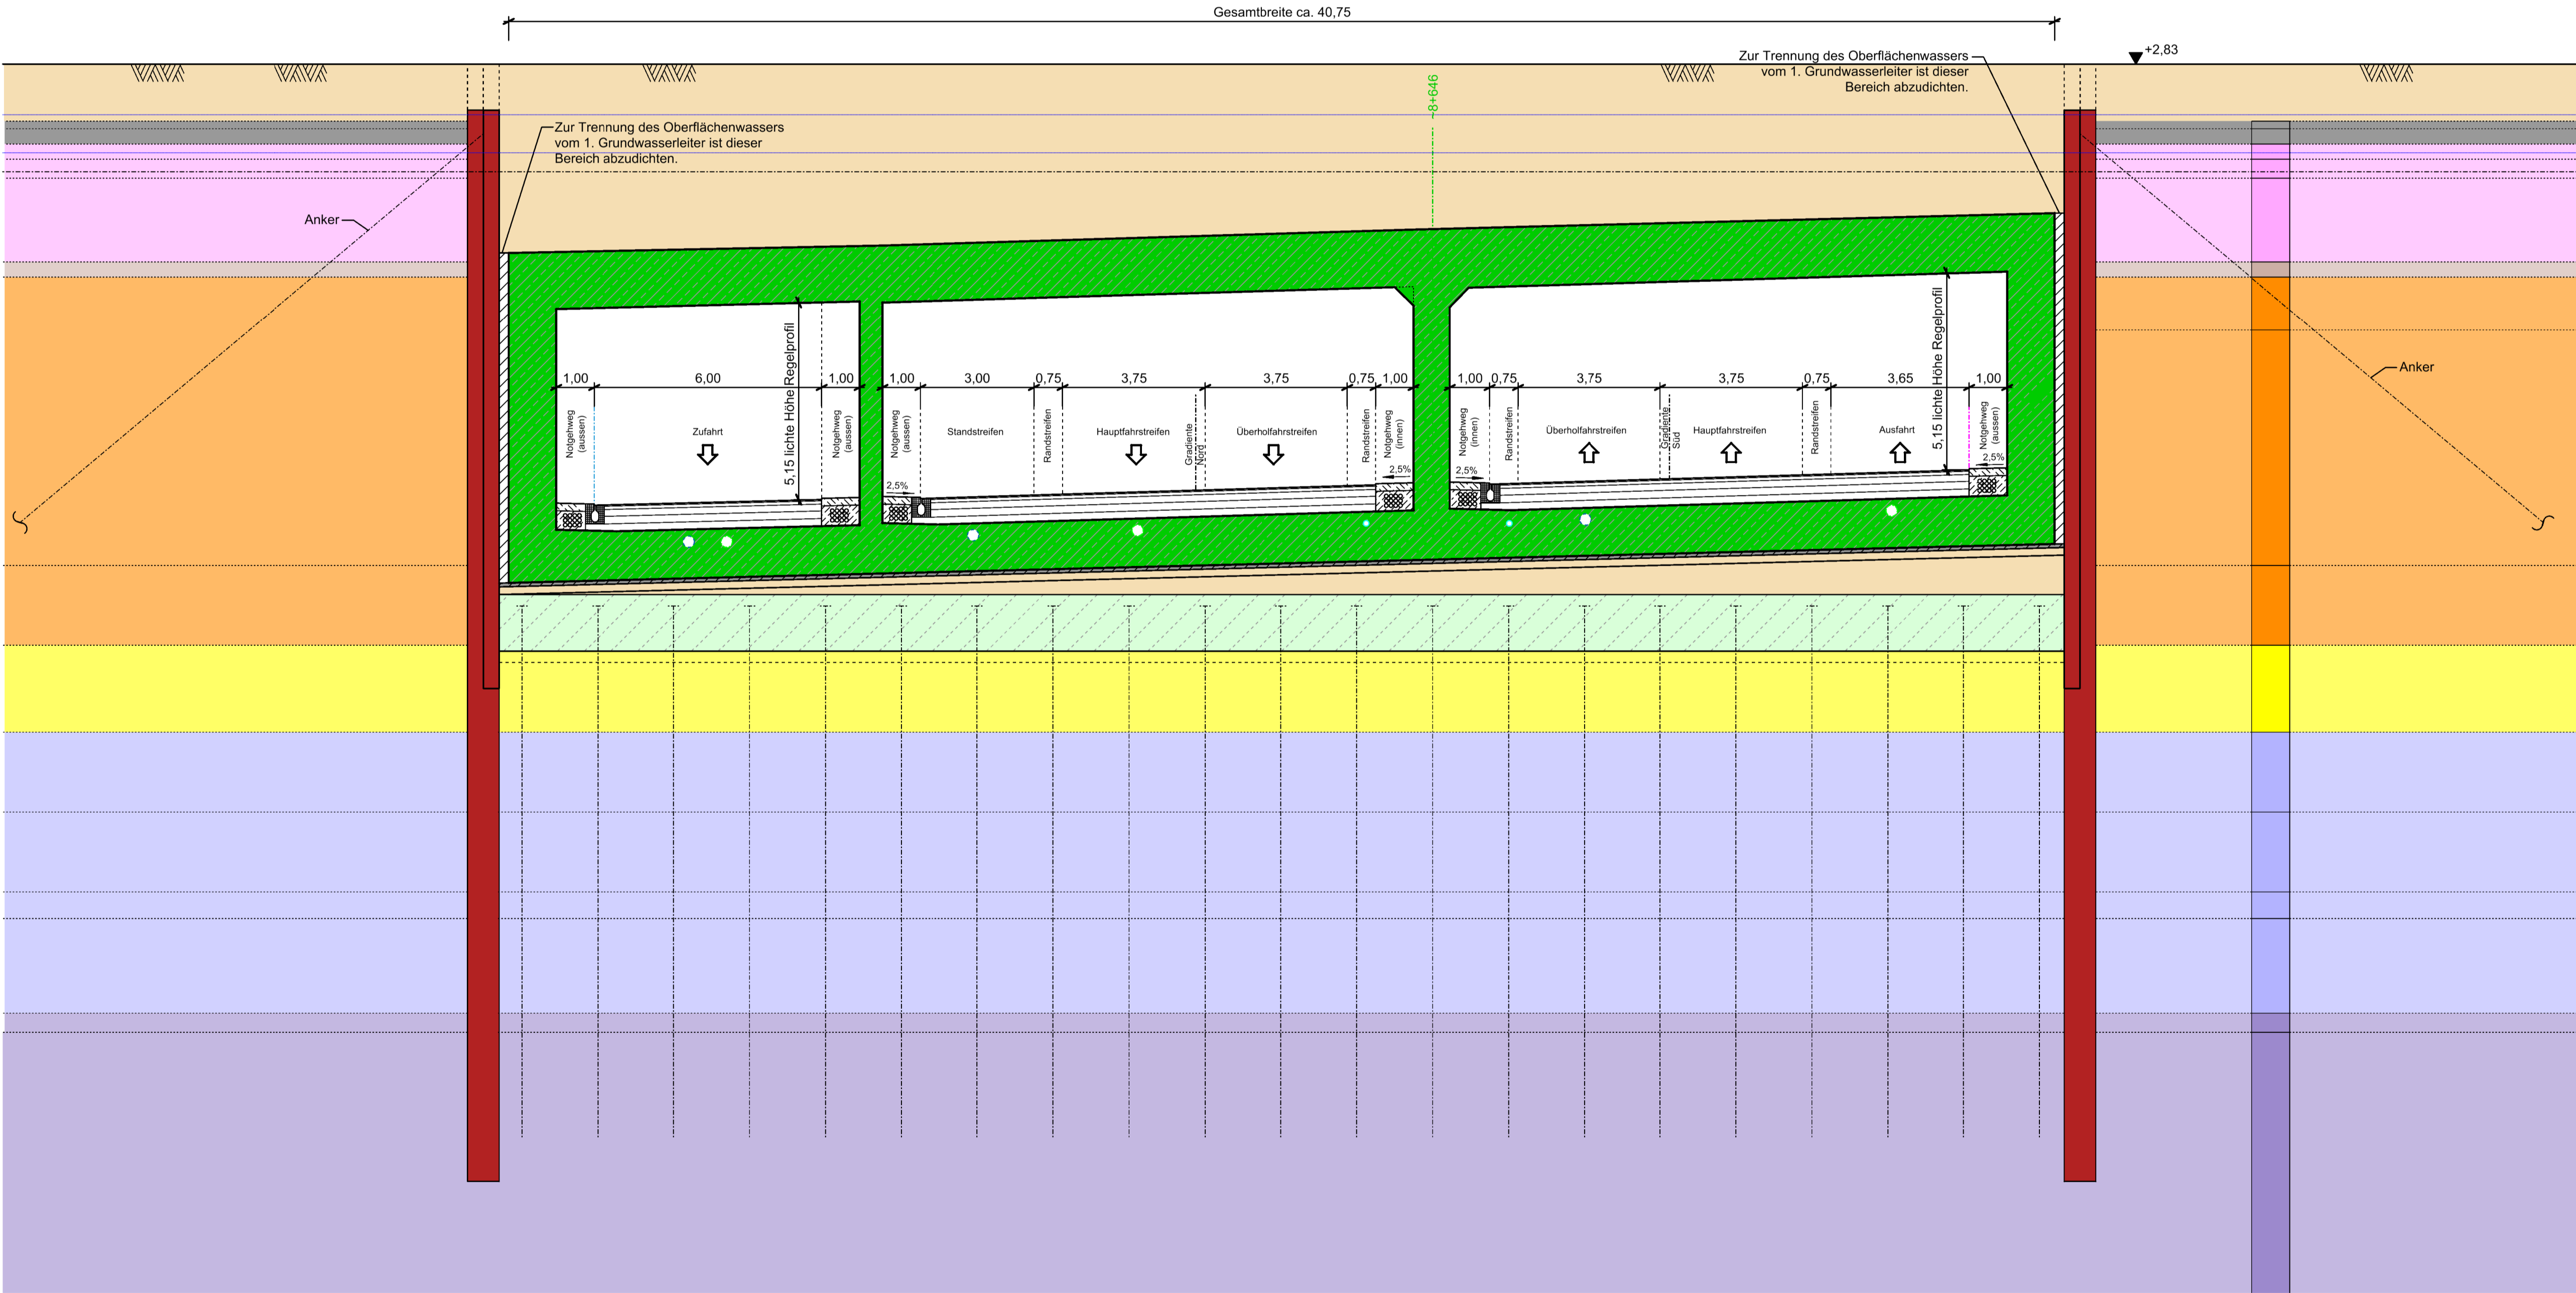 Gesamtbreite ca. 40,75
Zur Trennung des Oberflächenwassers
vom 1. Grundwasserleiter ist dieser
Bereich abzudichten.
+2,83
~8+646
Zur Trennung des Oberflächenwassers
vom 1. Grundwasserleiter ist dieser
Bereich abzudichten.
Anker
Anker
5,15 lichte Höhe Regelprofil
5,15 lichte Höhe Regelprofil
1,00 6,00 1,00 1,00 3,00 0,75 3,75 3,75 0,75 1,00 1,00 0,75 3,75 3,75 0,75 3,65 1,00
Notgehweg
(aussen)
Zufahrt
Notgehweg
(aussen)
Notgehweg
(aussen)
Standstreifen
Randstreifen
Hauptfahrstreifen
Gradiente
Nord
Überholfahrstreifen
Randstreifen
Notgehweg
(innen)
Notgehweg
(innen)
Randstreifen
Überholfahrstreifen
Gradiente
Süd
Hauptfahrstreifen
Randstreifen
Ausfahrt
Notgehweg
(aussen)
2,5%
2,5%
2,5%
2,5%